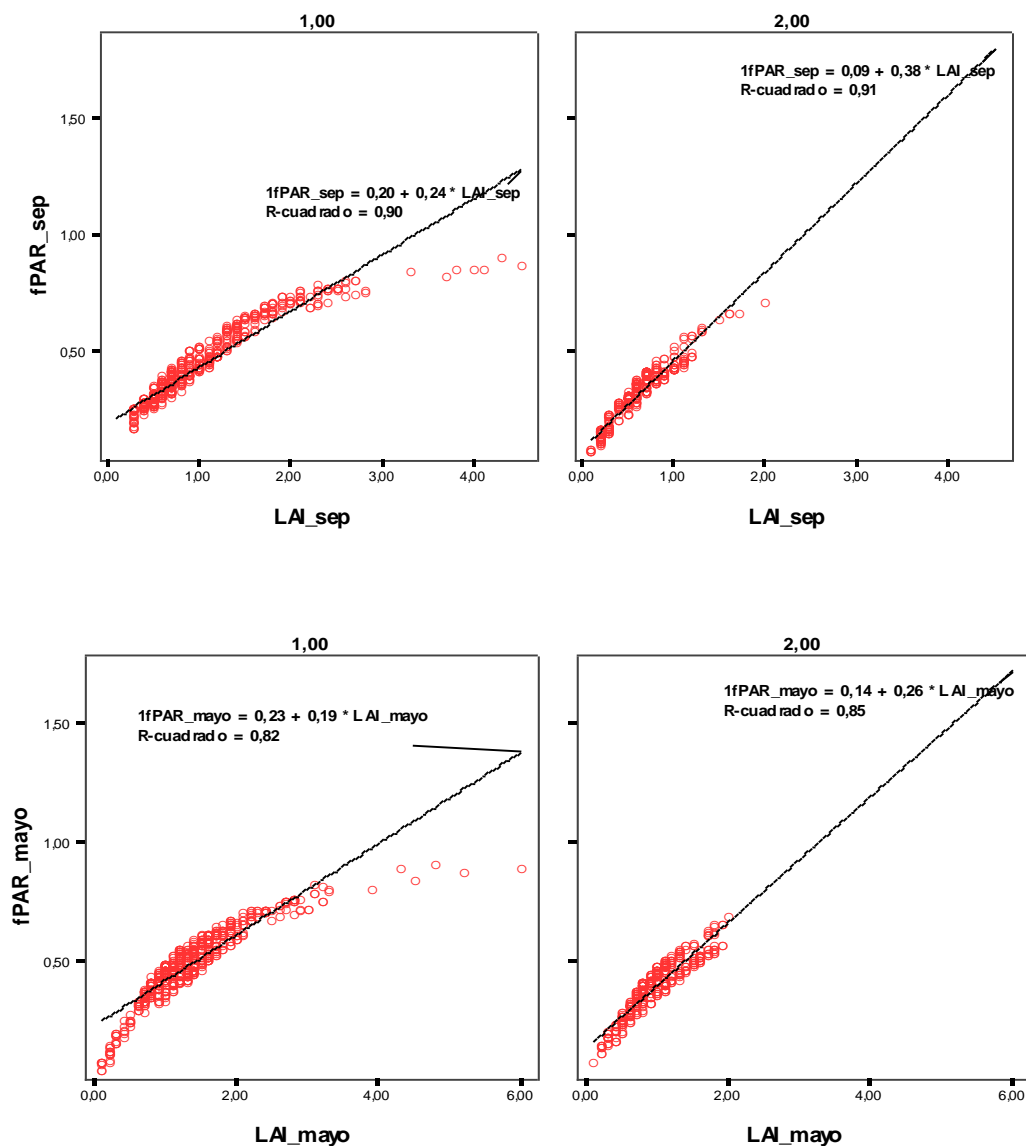 1,00
2,00
1fPAR_sep = 0,09 + 0,38 * LAI_sep
R-cuadrado = 0,91
1,50
1fPAR_sep = 0,20 + 0,24 * LAI_sep
R-cuadrado = 0,90
1,00
fPAR_sep
0,50
0,00 1,00 2,00 3,00 4,00
0,00 1,00 2,00 3,00 4,00
LAI_sep
LAI_sep
1,00
2,00
1fPAR_mayo = 0,14 + 0,26 * LAI_mayo
R-cuadrado = 0,85
1fPAR_mayo = 0,23 + 0,19 * LAI_mayo
R-cuadrado = 0,82
1,50
1,00
fPAR_mayo
0,50
0,00 2,00 4,00 6,00
0,00 2,00 4,00 6,00
LAI_mayo
LAI_mayo